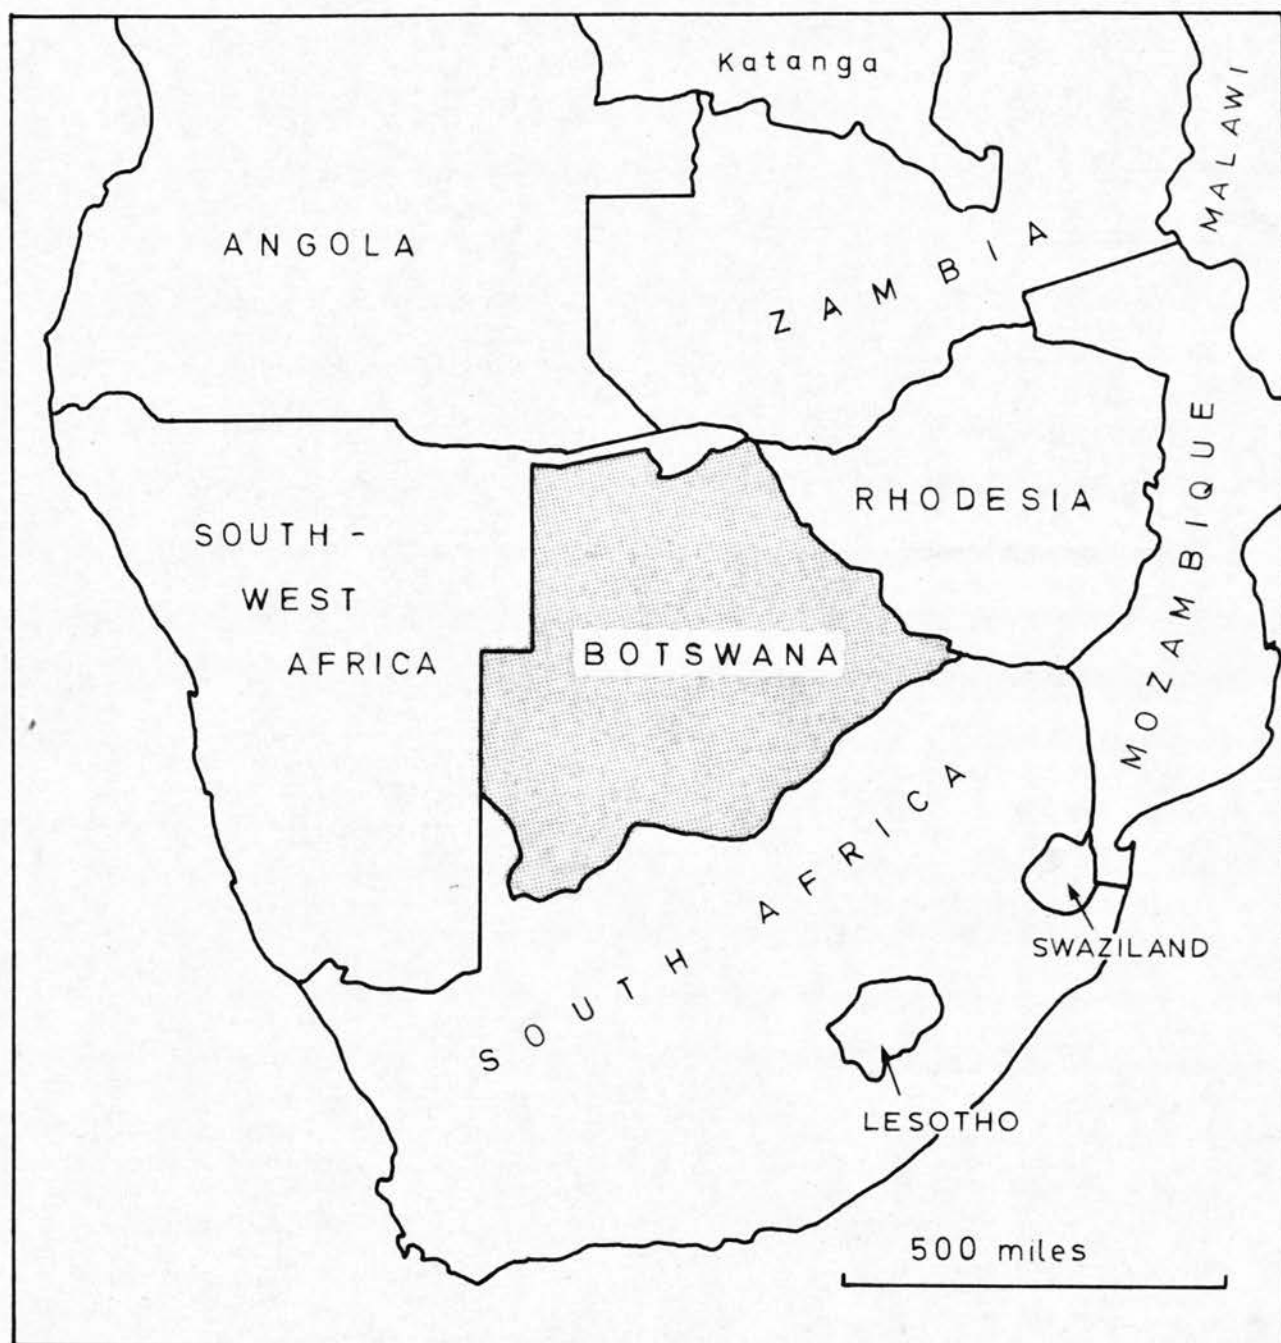 Katanga
MALAWI
ANGOLA
ZAMBIA
RHODESIA
MOZAMBIQUE
SOUTH-
WEST
AFRICA
BOTSWANA
SOUTH AFRICA
SWAZILAND
LESOTHO
500 miles